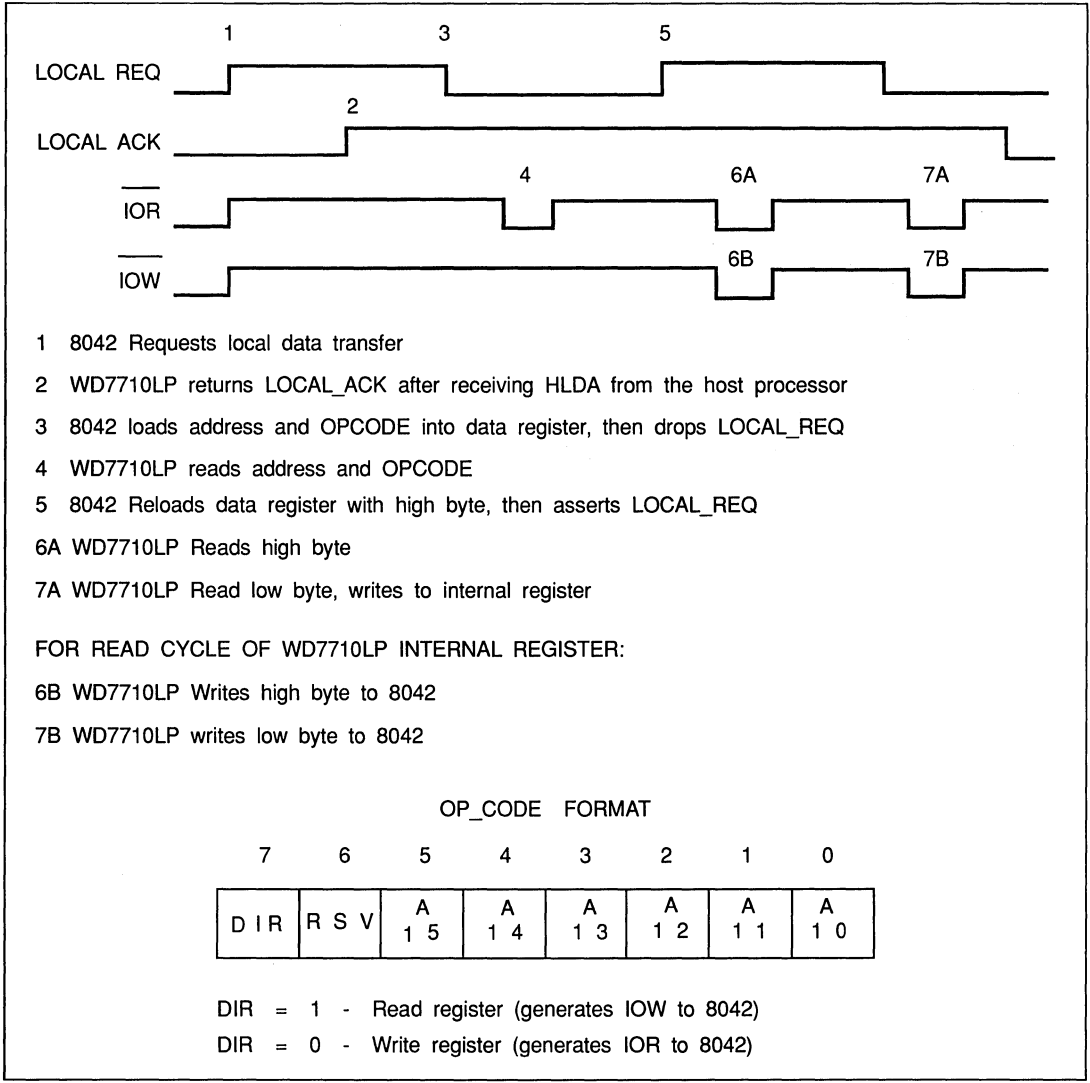 1 3 5
LOCAL REQ
2
LOCAL ACK
4 6A 7A
IOR
6B 7B
IOW
1 8042 Requests local data transfer
2 WD7710LP returns LOCAL_ACK after receiving HLDA from the host processor
3 8042 loads address and OPCODE into data register, then drops LOCAL_REQ
4 WD7710LP reads address and OPCODE
5 8042 Reloads data register with high byte, then asserts LOCAL_REQ
6A WD7710LP Reads high byte
7A WD7710LP Read low byte, writes to internal register
FOR READ CYCLE OF WD7710LP INTERNAL REGISTER:
6B WD7710LP Writes high byte to 8042
7B WD7710LP writes low byte to 8042
OP_CODE FORMAT
7 6 5 4 3 2 1 0
DIR RSV A15 A14 A13 A12 A11 A10
DIR = 1 - Read register (generates IOW to 8042)
DIR = 0 - Write register (generates IOR to 8042)